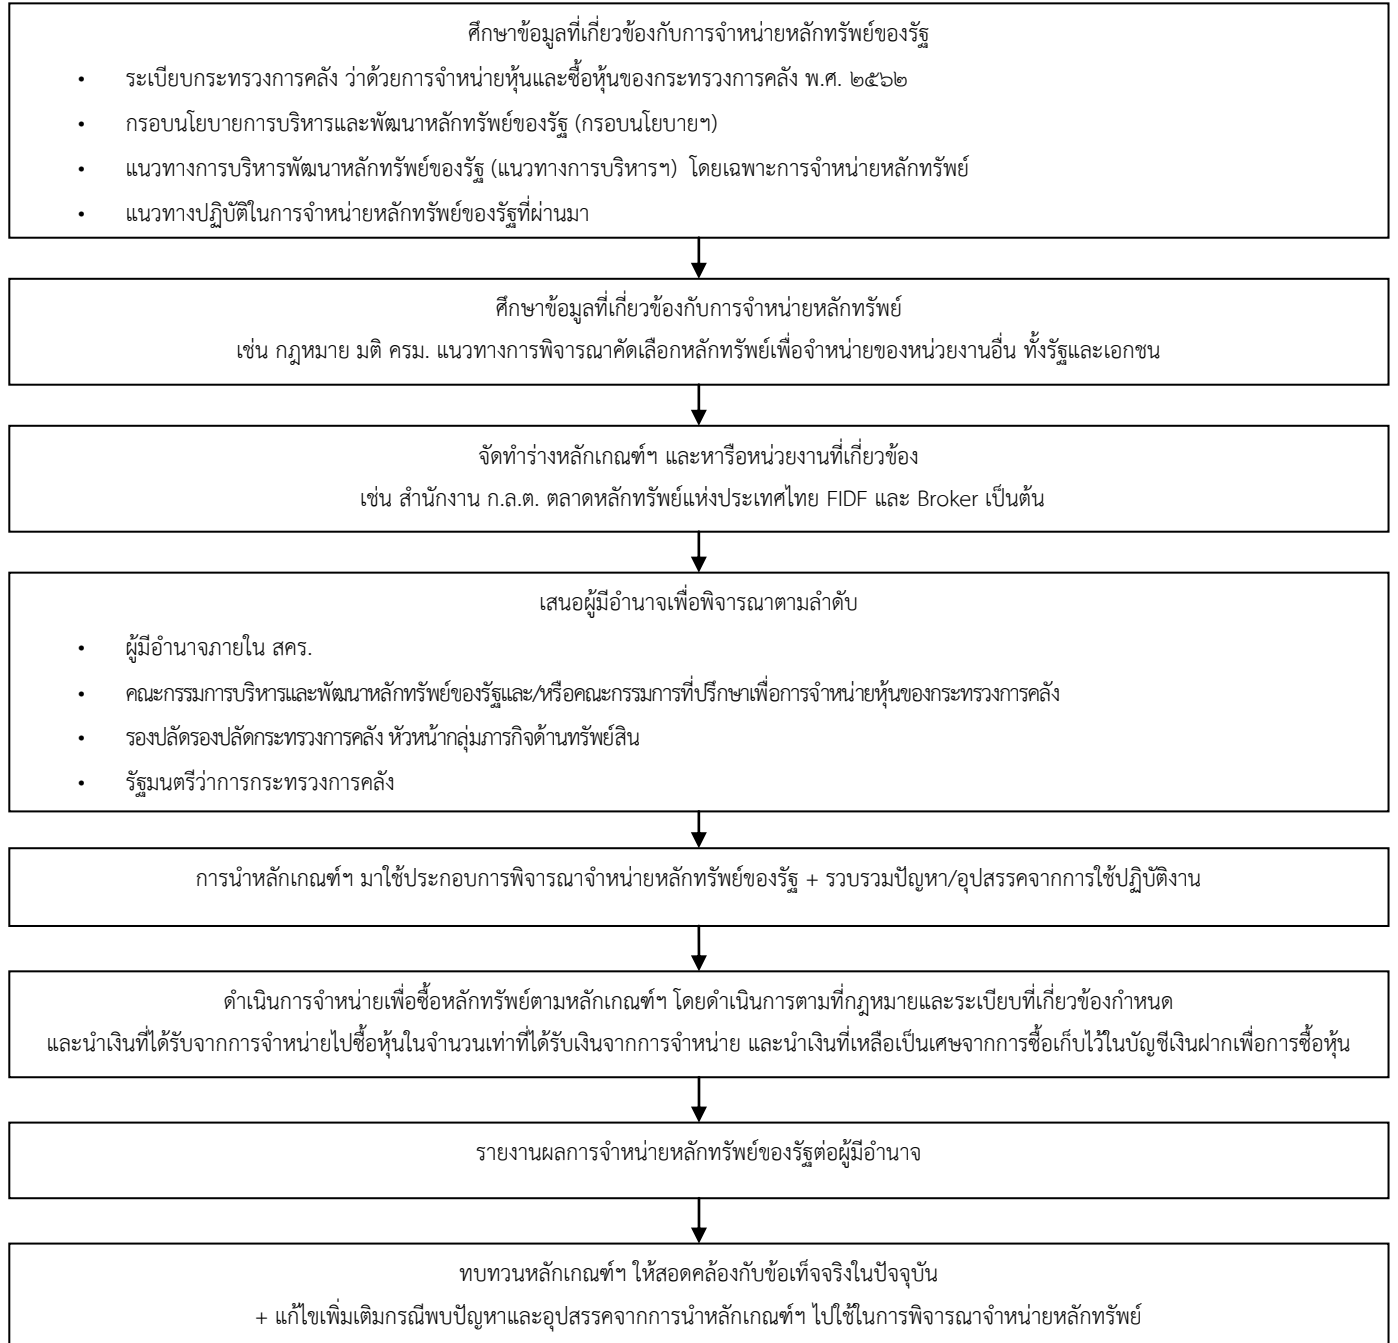 ศึกษาข้อมูลที่เกี่ยวข้องกับการจำหน่ายหลักทรัพย์ของรัฐ
• ระเบียบกระทรวงการคลัง ว่าด้วยการจำหน่ายหุ้นและซื้อหุ้นของกระทรวงการคลัง พ.ศ. ๒๕๖๒
• กรอบนโยบายการบริหารและพัฒนาหลักทรัพย์ของรัฐ (กรอบนโยบายฯ)
• แนวทางการบริหารพัฒนาหลักทรัพย์ของรัฐ (แนวทางการบริหารฯ) โดยเฉพาะการจำหน่ายหลักทรัพย์
• แนวทางปฏิบัติในการจำหน่ายหลักทรัพย์ของรัฐที่ผ่านมา
ศึกษาข้อมูลที่เกี่ยวข้องกับการจำหน่ายหลักทรัพย์
เช่น กฎหมาย มติ ครม. แนวทางการพิจารณาคัดเลือกหลักทรัพย์เพื่อจำหน่ายของหน่วยงานอื่น ทั้งรัฐและเอกชน
จัดทำร่างหลักเกณฑ์ฯ และหารือหน่วยงานที่เกี่ยวข้อง
เช่น สำนักงาน ก.ล.ต. ตลาดหลักทรัพย์แห่งประเทศไทย FIDF และ Broker เป็นต้น
เสนอผู้มีอำนาจเพื่อพิจารณาตามลำดับ
• ผู้มีอำนาจภายใน สคร.
• คณะกรรมการบริหารและพัฒนาหลักทรัพย์ของรัฐและ/หรือคณะกรรมการที่ปรึกษาเพื่อการจำหน่ายหุ้นของกระทรวงการคลัง
• รองปลัดรองปลัดกระทรวงการคลัง หัวหน้ากลุ่มภารกิจด้านทรัพย์สิน
• รัฐมนตรีว่าการกระทรวงการคลัง
การนำหลักเกณฑ์ฯ มาใช้ประกอบการพิจารณาจำหน่ายหลักทรัพย์ของรัฐ + รวบรวมปัญหา/อุปสรรคจากการใช้ปฏิบัติงาน
ดำเนินการจำหน่ายเพื่อซื้อหลักทรัพย์ตามหลักเกณฑ์ฯ โดยดำเนินการตามที่กฎหมายและระเบียบที่เกี่ยวข้องกำหนด
และนำเงินที่ได้รับจากการจำหน่ายไปซื้อหุ้นในจำนวนเท่าที่ได้รับเงินจากการจำหน่าย และนำเงินที่เหลือเป็นเศษจากการซื้อเก็บไว้ในบัญชีเงินฝากเพื่อการซื้อหุ้น
รายงานผลการจำหน่ายหลักทรัพย์ของรัฐต่อผู้มีอำนาจ
ทบทวนหลักเกณฑ์ฯ ให้สอดคล้องกับข้อเท็จจริงในปัจจุบัน
+ แก้ไขเพิ่มเติมกรณีพบปัญหาและอุปสรรคจากการนำหลักเกณฑ์ฯ ไปใช้ในการพิจารณาจำหน่ายหลักทรัพย์